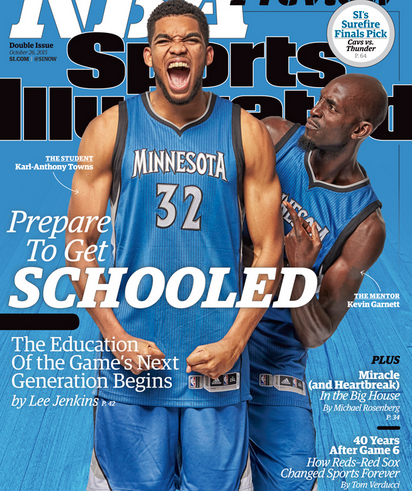 NBA Preview
Double Issue
October 26, 2015
SI.COM @SINOW
SI's
Surefire
Finals Pick
Cavs vs.
Thunder
P. 64
Sports
Illustrated
THE STUDENT
Karl-Anthony Towns
MINNESOTA
32
Prepare
To Get
SCHOOLED
THE MENTOR
Kevin Garnett
The Education
Of the Game's Next
Generation Begins
by Lee Jenkins P. 42
PLUS
Miracle
(and Heartbreak)
In the Big House
By Michael Rosenberg
P. 34
40 Years
After Game 6
How Reds-Red Sox
Changed Sports Forever
By Tom Verducci